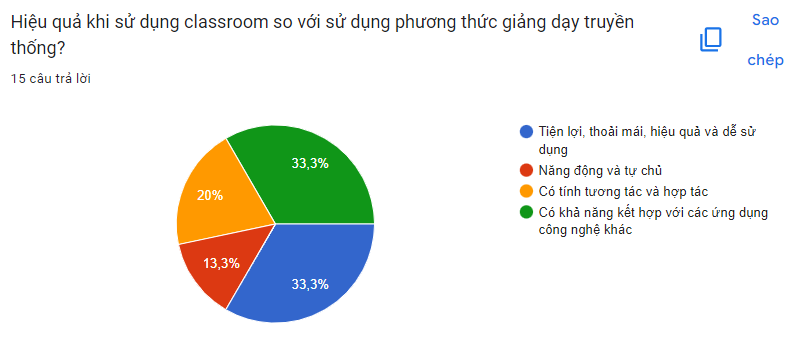 Hiệu quả khi sử dụng classroom so với sử dụng phương thức giảng dạy truyền
thống?
Sao
chép
15 câu trả lời
33,3%
20%
13,3%
33,3%
Tiện lợi, thoải mái, hiệu quả và dễ sử
dụng
Năng động và tự chủ
Có tính tương tác và hợp tác
Có khả năng kết hợp với các ứng dụng
công nghệ khác